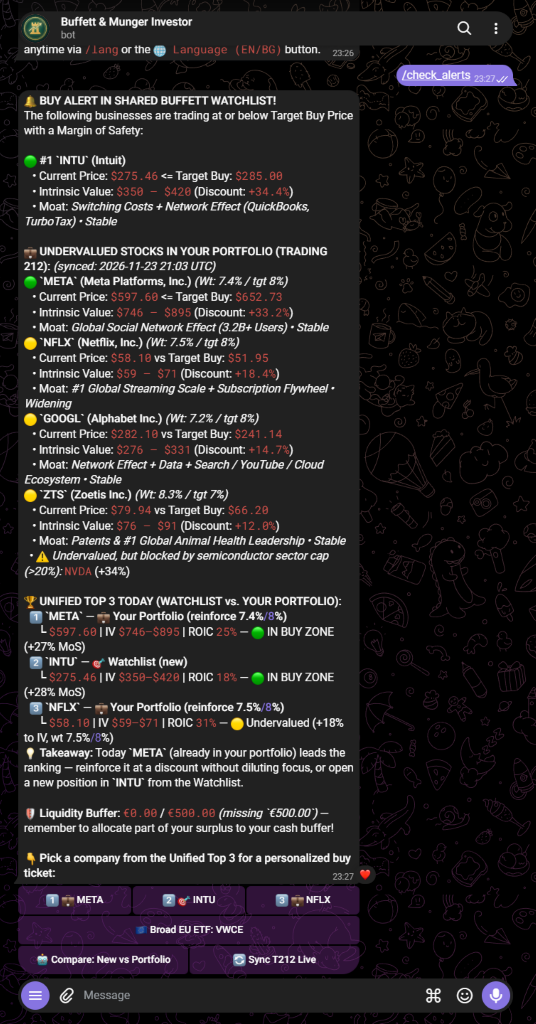 Buffett & Munger Investor
bot
anytime via /lang or the 🌐 Language (EN/BG) button.
23:26
/check_alerts
23:27
🔔 BUY ALERT IN SHARED BUFFETT WATCHLIST!
The following businesses are trading at or below Target Buy Price
with a Margin of Safety:
🟢 #1 `INTU` (Intuit)
• Current Price: $275.46 <= Target Buy: $285.00
• Intrinsic Value: $350 – $420 (Discount: +34.4%)
• Moat: Switching Costs + Network Effect (QuickBooks,
TurboTax) • Stable
💼 UNDERVALUED STOCKS IN YOUR PORTFOLIO (TRADING
212): (synced: 2026-11-23 21:03 UTC)
🟢 `META` (Meta Platforms, Inc.) (Wt: 7.4% / tgt 8%)
• Current Price: $597.60 <= Target Buy: $652.73
• Intrinsic Value: $746 – $895 (Discount: +33.2%)
• Moat: Global Social Network Effect (3.2B+ Users) • Stable
🟡 `NFLX` (Netflix, Inc.) (Wt: 7.5% / tgt 8%)
• Current Price: $58.10 vs Target Buy: $51.95
• Intrinsic Value: $59 – $71 (Discount: +18.4%)
• Moat: #1 Global Streaming Scale + Subscription Flywheel •
Widening
🟡 `GOOGL` (Alphabet Inc.) (Wt: 7.2% / tgt 8%)
• Current Price: $282.10 vs Target Buy: $241.14
• Intrinsic Value: $276 – $331 (Discount: +14.7%)
• Moat: Network Effect + Data + Search / YouTube / Cloud
Ecosystem • Stable
🟡 `ZTS` (Zoetis Inc.) (Wt: 8.3% / tgt 7%)
• Current Price: $79.94 vs Target Buy: $66.20
• Intrinsic Value: $76 – $91 (Discount: +12.0%)
• Moat: Patents & #1 Global Animal Health Leadership • Stable
• ⚠️ Undervalued, but blocked by semiconductor sector cap
(>20%): NVDA (+34%)
🏆 UNIFIED TOP 3 TODAY (WATCHLIST vs. YOUR PORTFOLIO):
1️⃣ `META` — 💼 Your Portfolio (reinforce 7.4%/8%)
└ $597.60 | IV $746–$895 | ROIC 25% — 🟢 IN BUY ZONE
(+27% MoS)
2️⃣ `INTU` — 🎯 Watchlist (new)
└ $275.46 | IV $350–$420 | ROIC 18% — 🟢 IN BUY ZONE
(+28% MoS)
3️⃣ `NFLX` — 💼 Your Portfolio (reinforce 7.5%/8%)
└ $58.10 | IV $59–$71 | ROIC 31% — 🟡 Undervalued (+18%
to IV, wt 7.5%/8%)
💡 Takeaway: Today `META` (already in your portfolio) leads the
ranking — reinforce it at a discount without diluting focus, or open
a new position in `INTU` from the Watchlist.
🛡️ Liquidity Buffer: €0.00 / €500.00 (missing `€500.00`) —
remember to allocate part of your surplus to your cash buffer!
👇 Pick a company from the Unified Top 3 for a personalized buy
ticket:
23:27
1️⃣ 💼 META
2️⃣ 🎯 INTU
3️⃣ 💼 NFLX
🇪🇺 Broad EU ETF: VWCE
🤖 Compare: New vs Portfolio
🔄 Sync T212 Live
Message